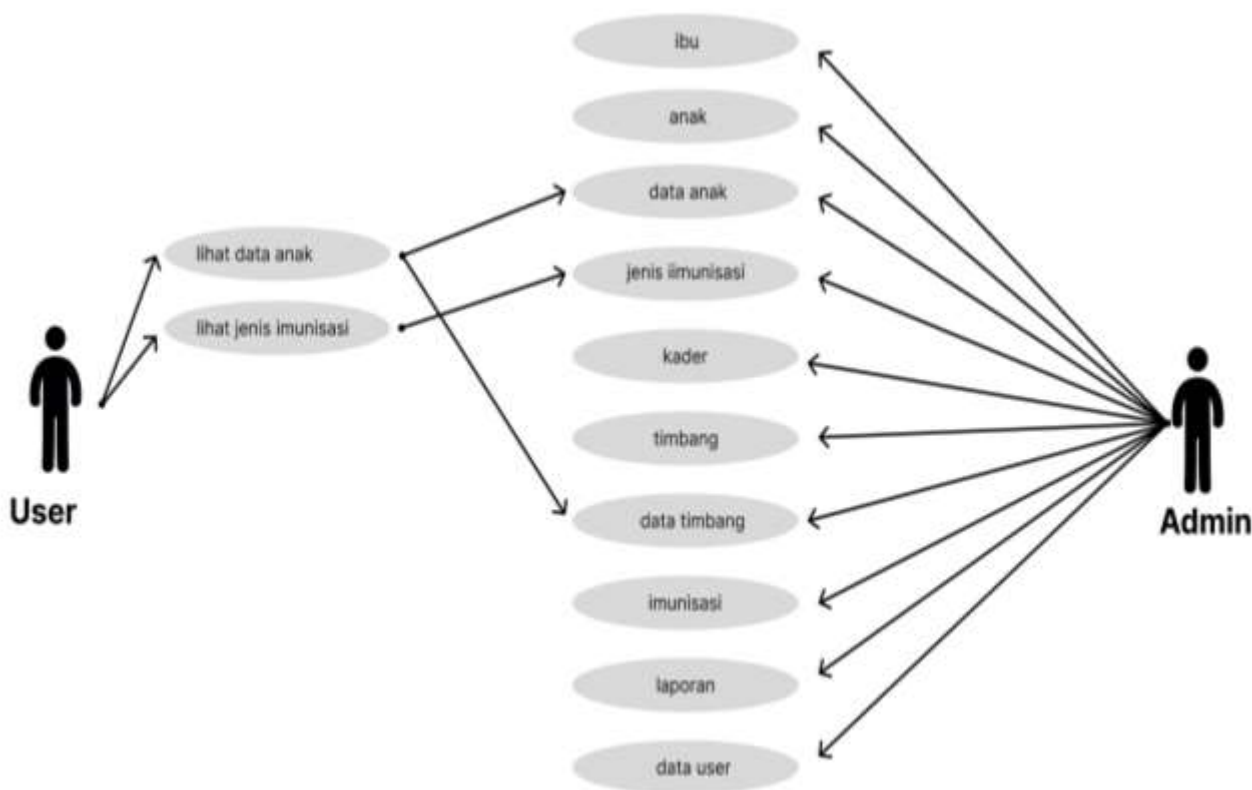 ibu
anak
data anak
lihat data anak
jenis iimunisasi
lihat jenis imunisasi
kader
timbang
User
data timbang
Admin
imunisasi
laporan
data user